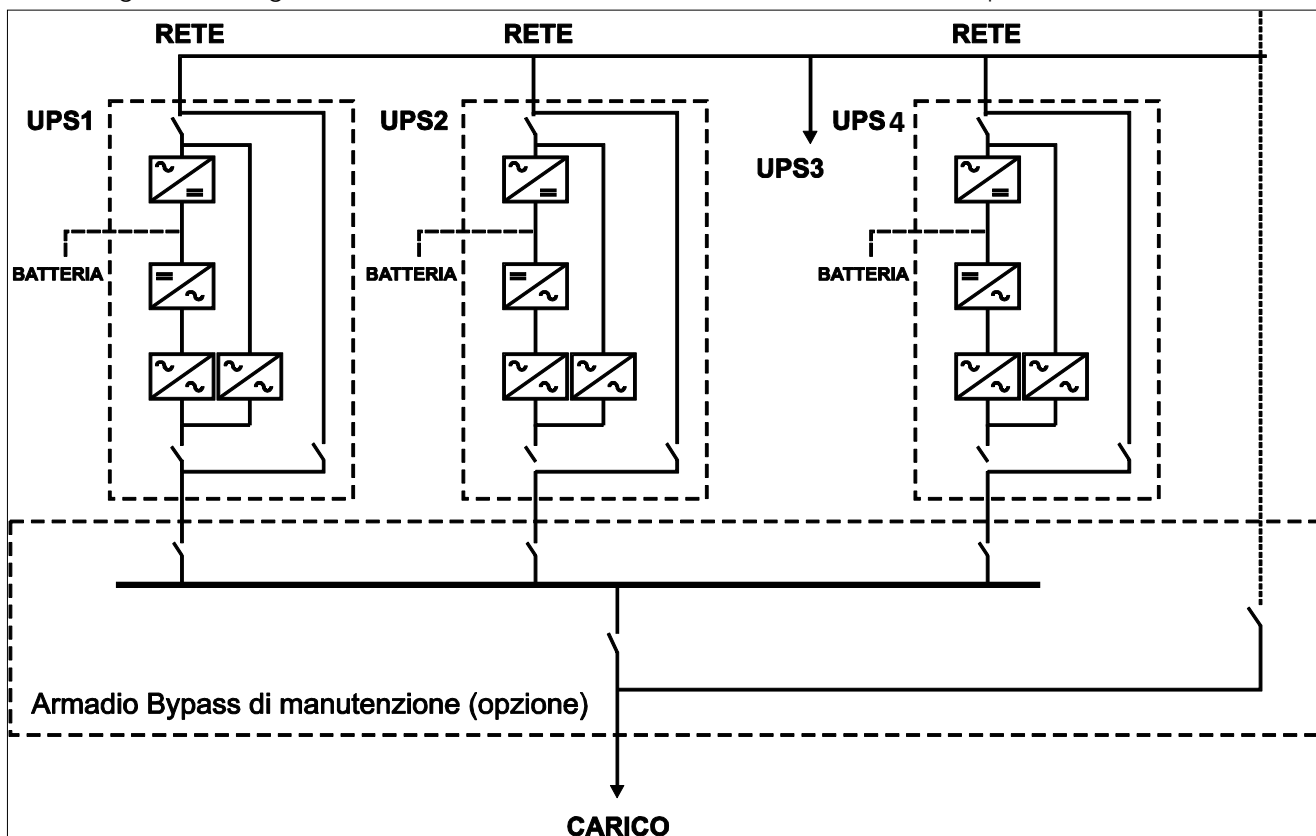 RETE RETE RETE
UPS1 UPS2 UPS4
UPS3
BATTERIA BATTERIA BATTERIA
Armadio Bypass di manutenzione (opzione)
CARICO